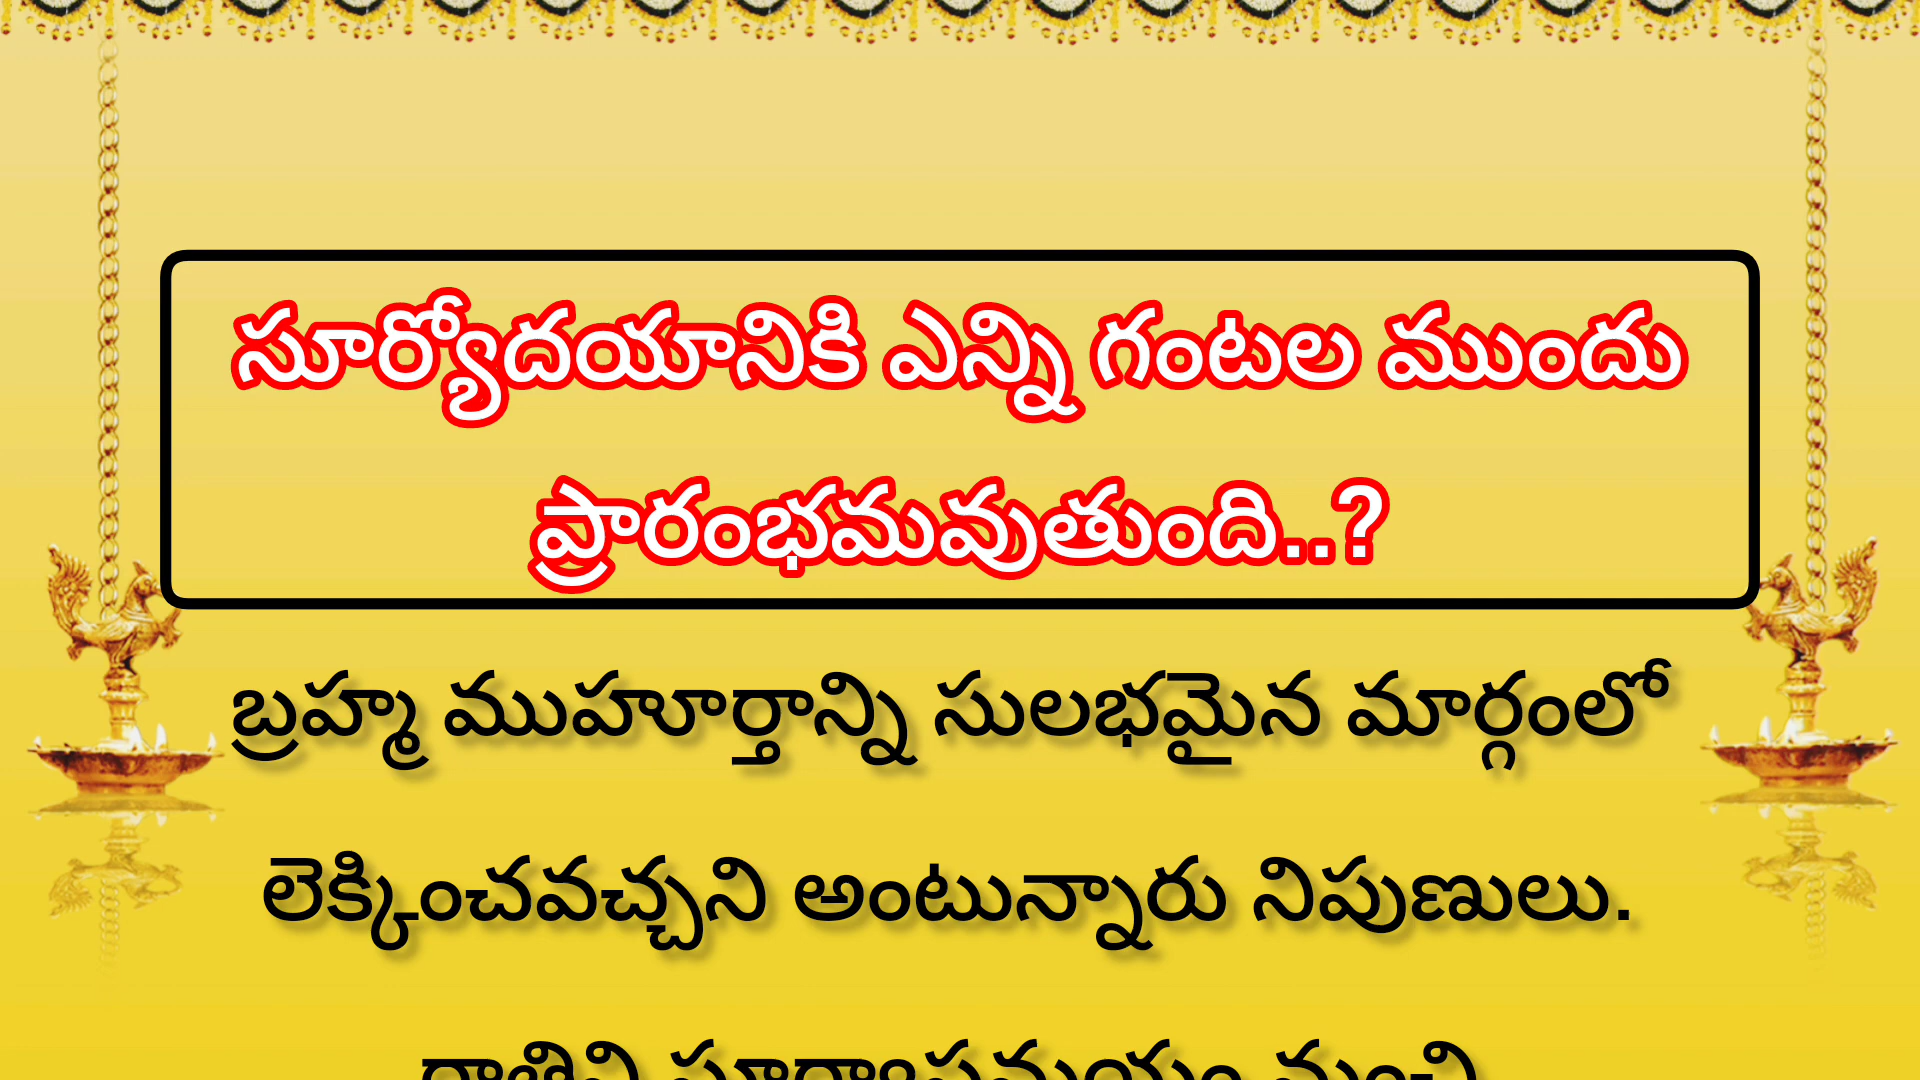 సూర్యోదయానికి ఎన్ని గంటల ముందు
ప్రారంభమవుతుంది..?
బ్రహ్మ ముహూర్తాన్ని సులభమైన మార్గంలో
లెక్కించవచ్చని అంటున్నారు నిపుణులు.